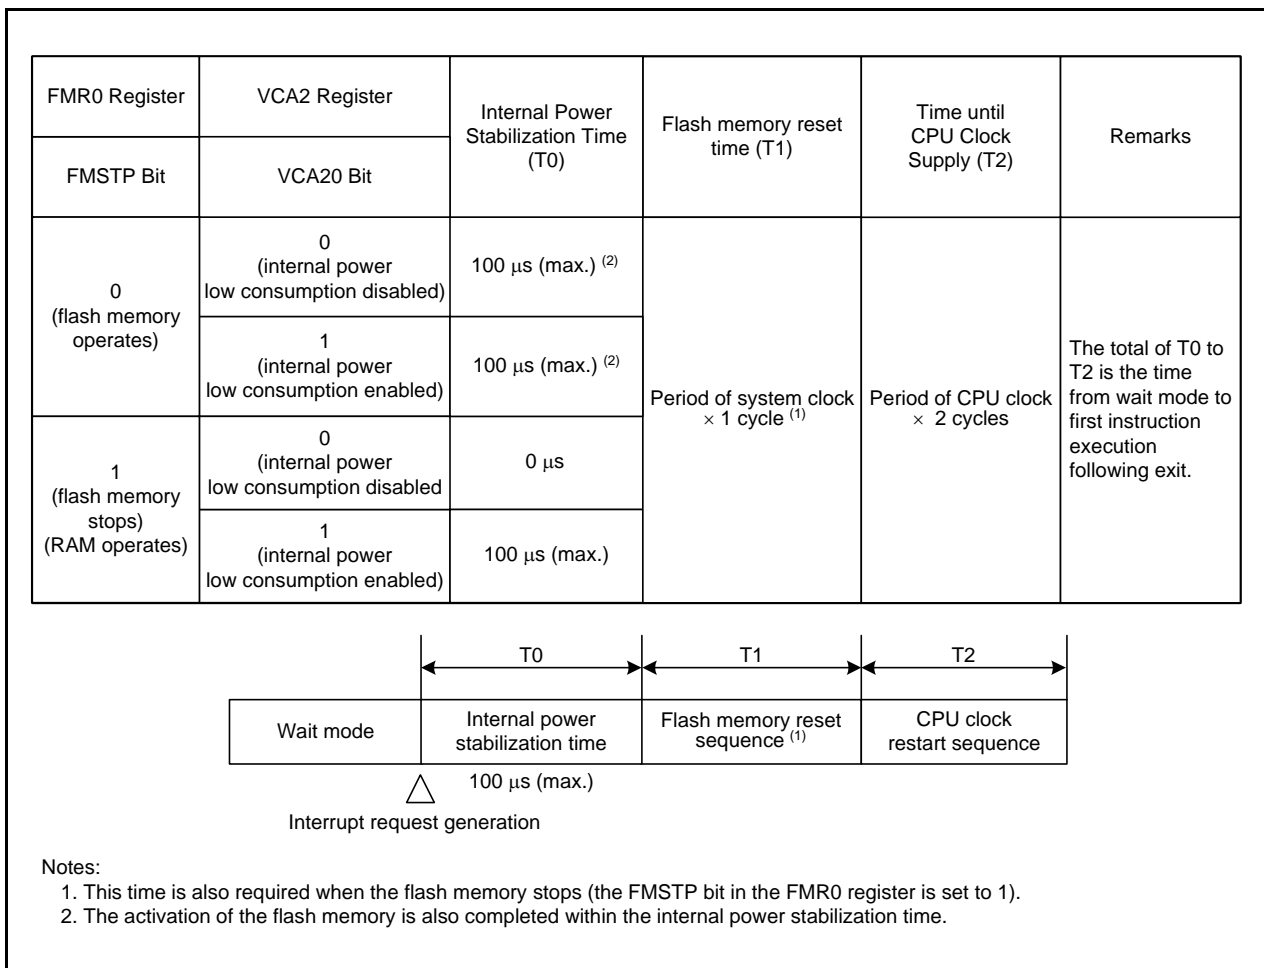 FMR0 Register
VCA2 Register
Internal Power
Stabilization Time
(T0)
Flash memory reset
time (T1)
Time until
CPU Clock
Supply (T2)
Remarks
FMSTP Bit
VCA20 Bit
0
(flash memory
operates)
0
(internal power
low consumption disabled)
100 μs (max.) (2)
1
(internal power
low consumption enabled)
100 μs (max.) (2)
Period of system clock
× 1 cycle (1)
Period of CPU clock
× 2 cycles
The total of T0 to
T2 is the time
from wait mode to
first instruction
execution
following exit.
1
(flash memory
stops)
(RAM operates)
0
(internal power
low consumption disabled
0 μs
1
(internal power
low consumption enabled)
100 μs (max.)
T0
T1
T2
Wait mode
Internal power
stabilization time
Flash memory reset
sequence (1)
CPU clock
restart sequence
100 μs (max.)
Interrupt request generation
Notes:
1. This time is also required when the flash memory stops (the FMSTP bit in the FMR0 register is set to 1).
2. The activation of the flash memory is also completed within the internal power stabilization time.